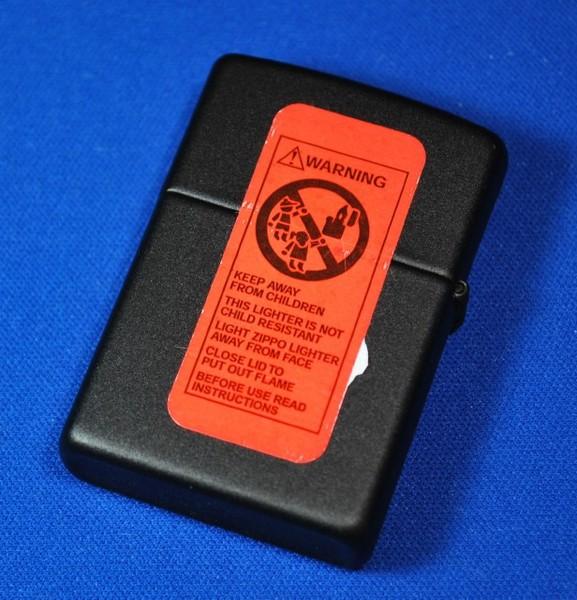 WARNING
KEEP AWAY
FROM CHILDREN
THIS LIGHTER IS NOT
CHILD RESISTANT
LIGHT ZIPPO LIGHTER
AWAY FROM FACE
CLOSE LID TO
PUT OUT FLAME
BEFORE USE READ
INSTRUCTIONS